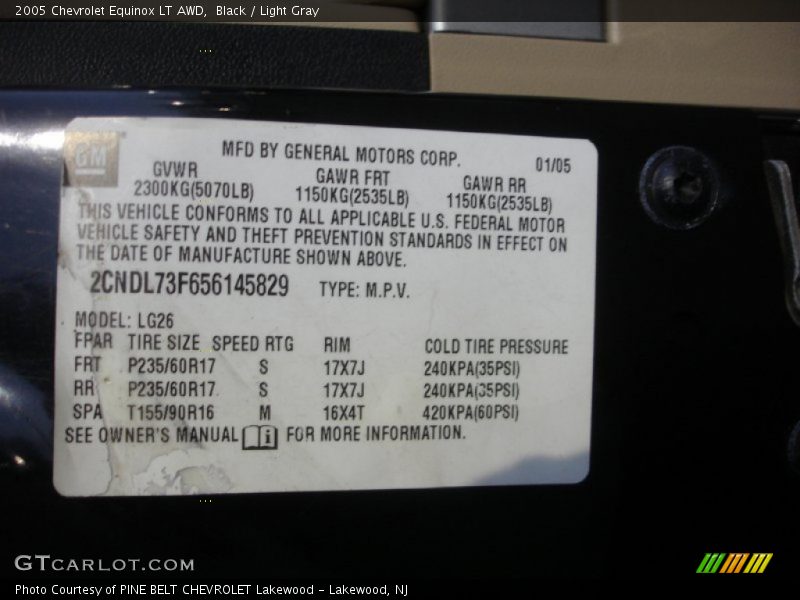 2005 Chevrolet Equinox LT AWD,  Black / Light Gray
GM
MFD BY GENERAL MOTORS CORP. 01/05
GVWR GAWR FRT GAWR RR
2300KG(5070LB) 1150KG(2535LB) 1150KG(2535LB)
THIS VEHICLE CONFORMS TO ALL APPLICABLE U.S. FEDERAL MOTOR
VEHICLE SAFETY AND THEFT PREVENTION STANDARDS IN EFFECT ON
THE DATE OF MANUFACTURE SHOWN ABOVE.
2CNDL73F656145829 TYPE: M.P.V.
MODEL: LG26
FPAR TIRE SIZE SPEED RTG RIM COLD TIRE PRESSURE
FRT P235/60R17 S 17X7J 240KPA(35PSI)
RR P235/60R17 S 17X7J 240KPA(35PSI)
SPA T155/90R16 M 16X4T 420KPA(60PSI)
SEE OWNER'S MANUAL i FOR MORE INFORMATION.
GTCARLOT.COM
Photo Courtesy of PINE BELT CHEVROLET Lakewood - Lakewood, NJ